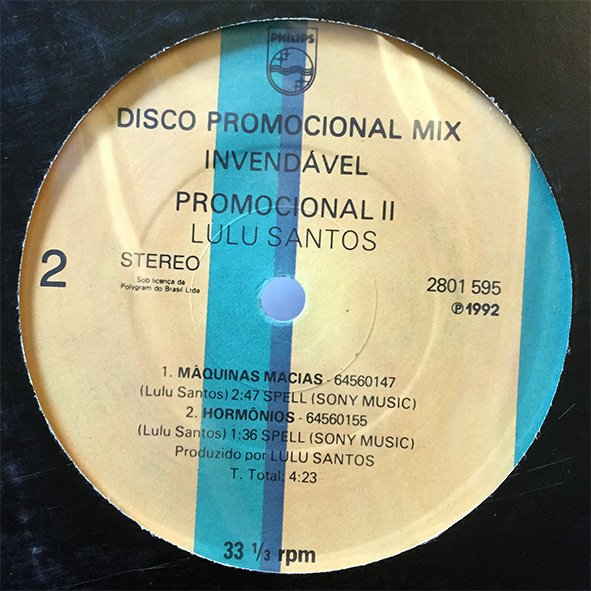 PHILIPS
DISCO PROMOCIONAL MIX
INVENDÁVEL
PROMOCIONAL II
LULU SANTOS
2
STEREO
Sob licença da
Polygram do Brasil Ltda
2801 595
℗ 1992
1. MÁQUINAS MACIAS - 64560147
(Lulu Santos) 2:47 SPELL (SONY MUSIC)
2. HORMÔNIOS - 64560155
(Lulu Santos) 1:36 SPELL (SONY MUSIC)
Produzido por LULU SANTOS
T. Total: 4:23
33 1/3 rpm